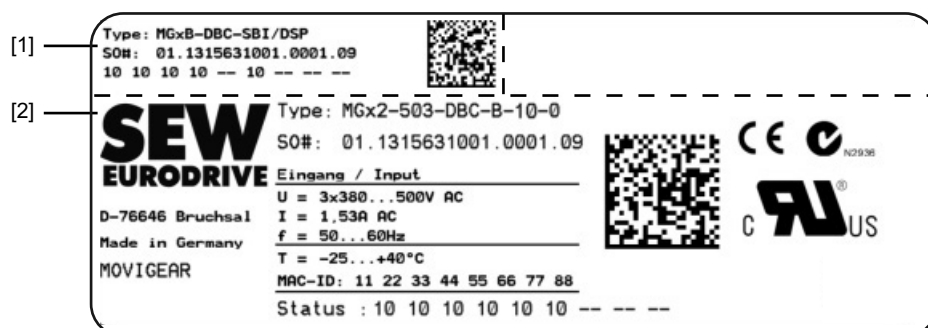 [1]
Type: MGxB-DBC-SBI/DSP
SO#: 01.1315631001.0001.09
10 10 10 10 -- 10 -- -- -- --
[2]
SEW
EURODRIVE
D-76646 Bruchsal
Made in Germany
MOVIGEAR
Type: MGx2-503-DBC-B-10-0
SO#: 01.1315631001.0001.09
Eingang / Input
U = 3x380...500V AC
I = 1,53A AC
f = 50...60Hz
T = -25...+40°C
MAC-ID: 11 22 33 44 55 66 77 88
Status : 10 10 10 10 10 10 -- -- --
CE
N2936
C RU ® US